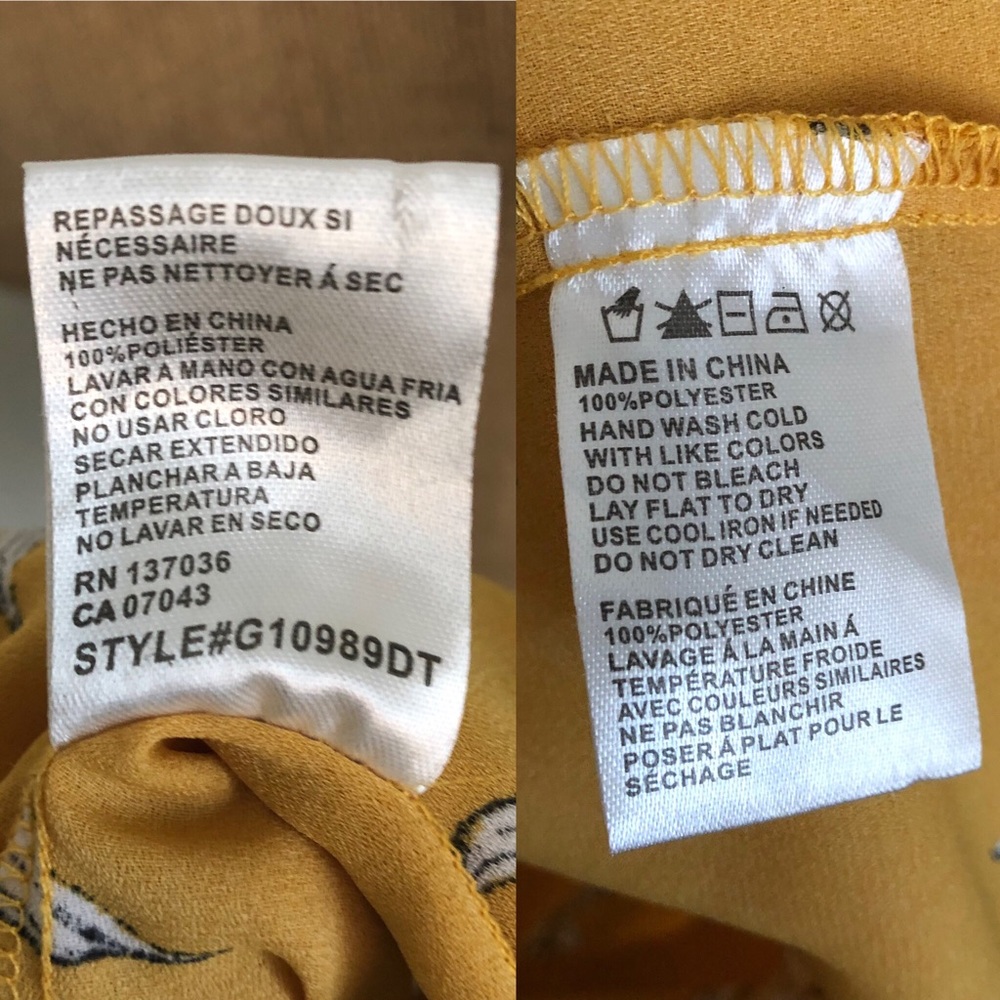 REPASSAGE DOUX SI
NÉCESSAIRE
NE PAS NETTOYER Á SEC
HECHO EN CHINA
100%POLIÉSTER
LAVAR A MANO CON AGUA FRIA
CON COLORES SIMILARES
NO USAR CLORO
SECAR EXTENDIDO
PLANCHAR A BAJA
TEMPERATURA
NO LAVAR EN SECO
RN 137036
CA 07043
STYLE#G10989DT
MADE IN CHINA
100%POLYESTER
HAND WASH COLD
WITH LIKE COLORS
DO NOT BLEACH
LAY FLAT TO DRY
USE COOL IRON IF NEEDED
DO NOT DRY CLEAN
FABRIQUÉ EN CHINE
100%POLYESTER
LAVAGE Á LA MAIN Á
TEMPÉRATURE FROIDE
AVEC COULEURS SIMILAIRES
NE PAS BLANCHIR
POSER Á PLAT POUR LE
SÉCHAGE